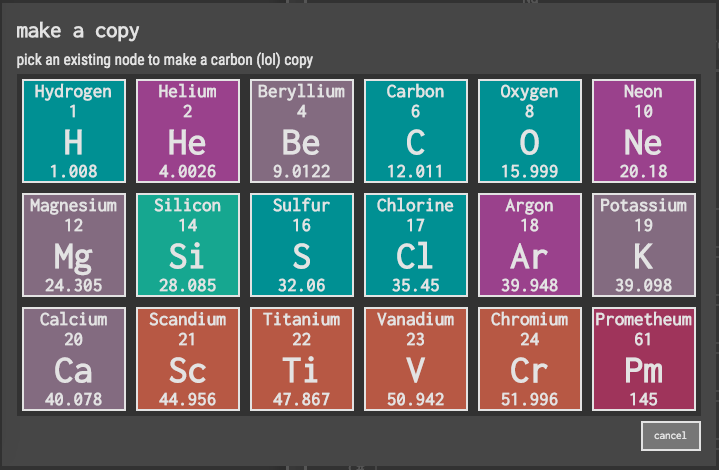 make a copy
pick an existing node to make a carbon (lol) copy
Hydrogen Helium Beryllium Carbon Oxygen Neon
1 2 4 6 8 10
H He Be C O Ne
1.008 4.0026 9.0122 12.011 15.999 20.18
Magnesium Silicon Sulfur Chlorine Argon Potassium
12 14 16 17 18 19
Mg Si S Cl Ar K
24.305 28.085 32.06 35.45 39.948 39.098
Calcium Scandium Titanium Vanadium Chromium Prometheum
20 21 22 23 24 61
Ca Sc Ti V Cr Pm
40.078 44.956 47.867 50.942 51.996 145
cancel